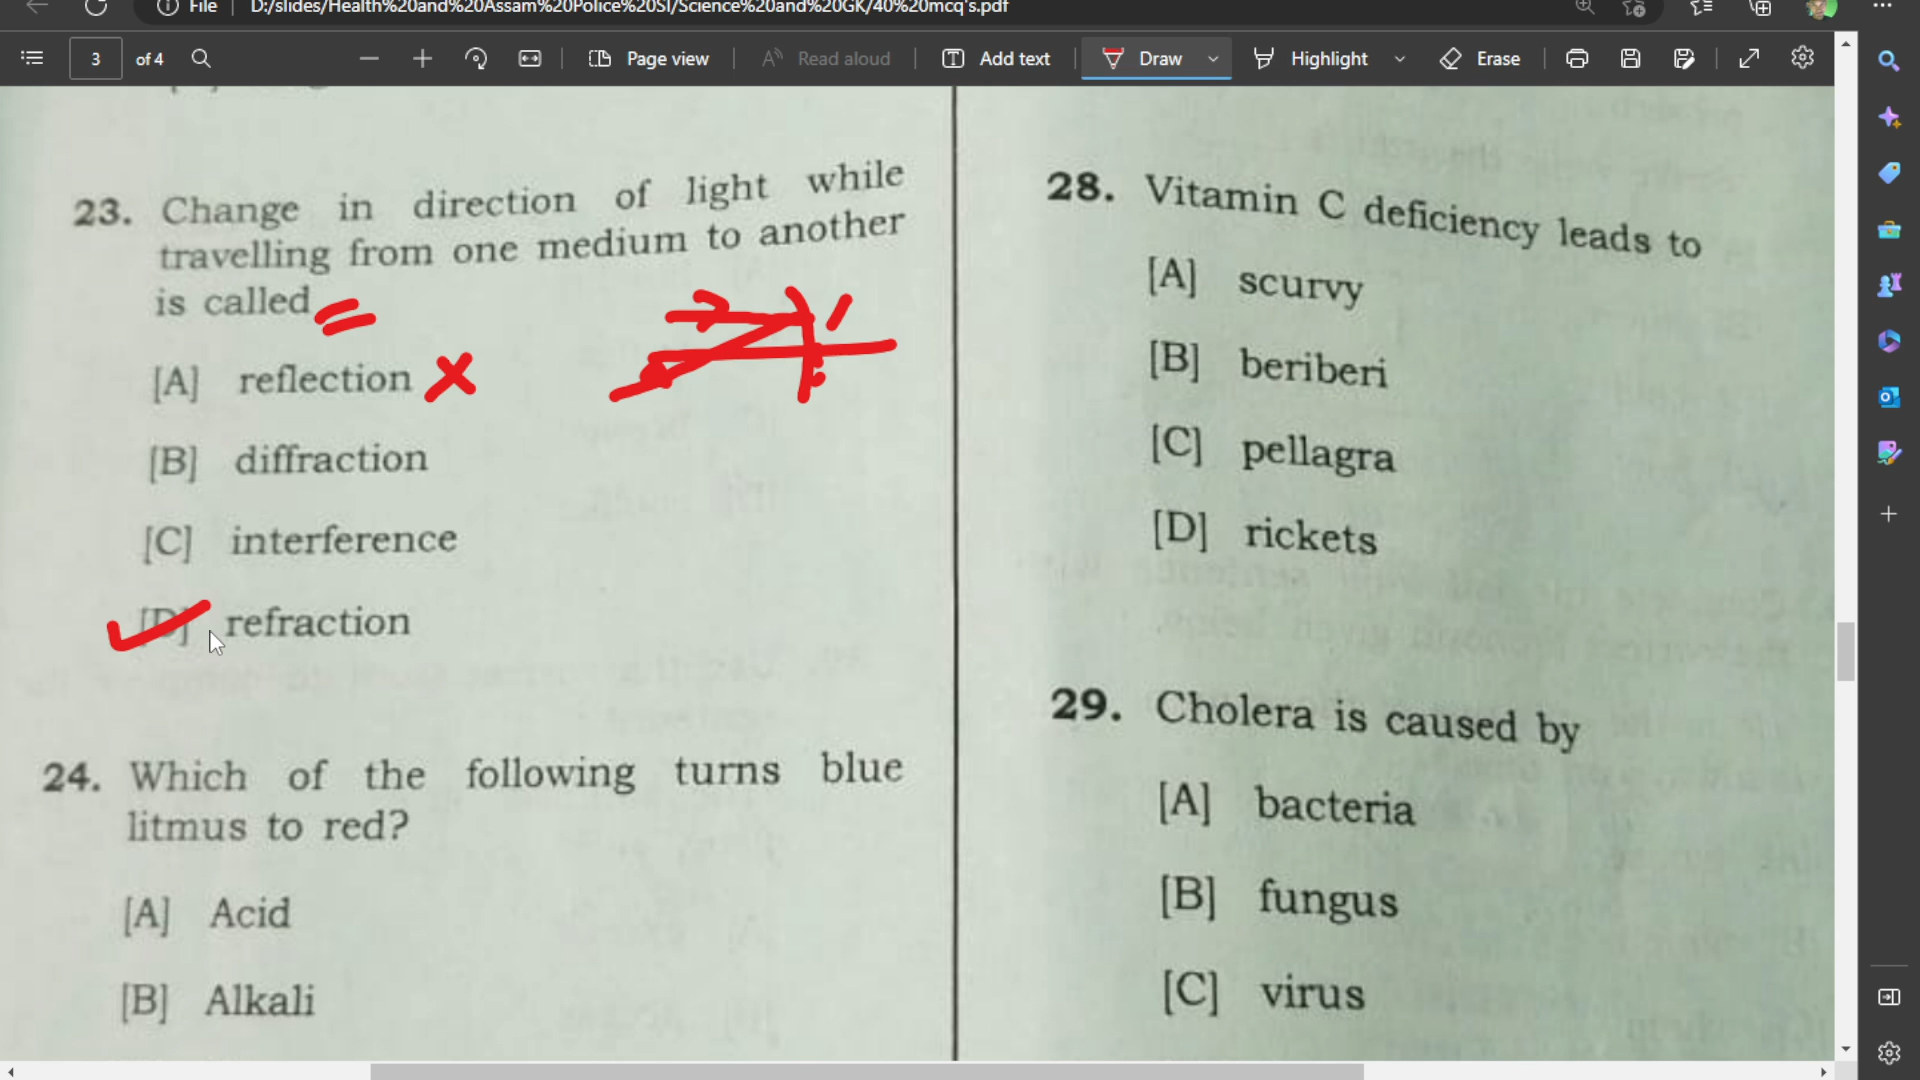 File
D:/slides/Health%20and%20Assam%20Police%20SI/Science%20and%20GK/40%20mcq's.pdf
3 of 4
Page view
Read aloud
Add text
Draw
Highlight
Erase
23. Change in direction of light while
travelling from one medium to another
is called
[A] reflection
[B] diffraction
[C] interference
[D] refraction
24. Which of the following turns blue
litmus to red?
[A] Acid
[B] Alkali
28. Vitamin C deficiency leads to
[A] scurvy
[B] beriberi
[C] pellagra
[D] rickets
29. Cholera is caused by
[A] bacteria
[B] fungus
[C] virus